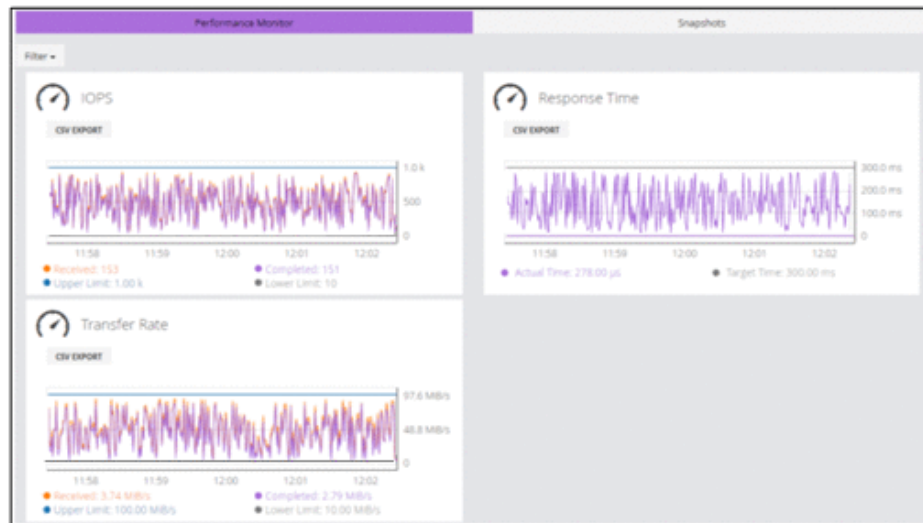 Performance Monitor
Snapshots
Filter
IOPS
CSV EXPORT
1.0 k
500
0
11:58 11:59 12:00 12:01 12:02
Received: 153
Completed: 151
Upper Limit: 1.00 k
Lower Limit: 10
Response Time
CSV EXPORT
300.0 ms
200.0 ms
100.0 ms
0
11:58 11:59 12:00 12:01 12:02
Actual Time: 278.00 µs
Target Time: 300.00 ms
Transfer Rate
CSV EXPORT
97.6 MiB/s
48.8 MiB/s
0
11:58 11:59 12:00 12:01 12:02
Received: 3.74 MiB/s
Completed: 2.79 MiB/s
Upper Limit: 100.00 MiB/s
Lower Limit: 10.00 MiB/s